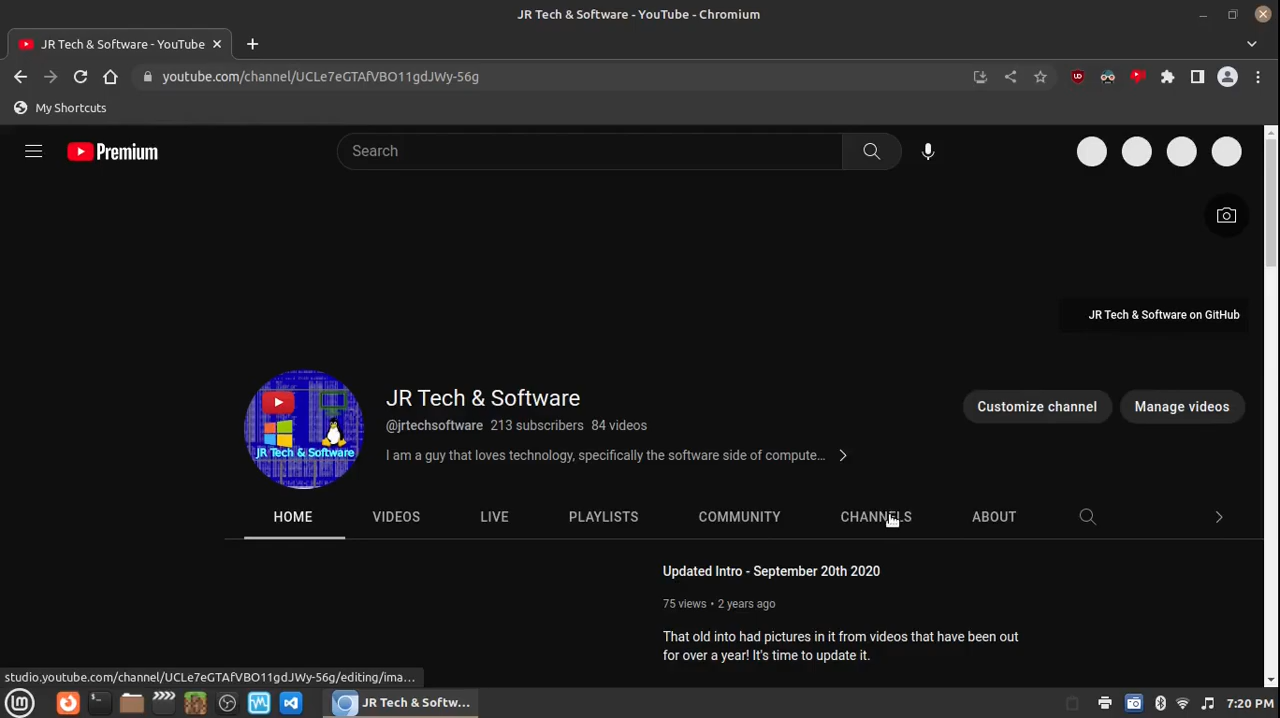 JR Tech & Software - YouTube - Chromium
JR Tech & Software - YouTube
youtube.com/channel/UCLe7eGTAfVBO11gdJWy-56g
My Shortcuts
Premium
Search
JR Tech & Software on GitHub
JR Tech & Software
JR Tech & Software
@jrtechsoftware 213 subscribers 84 videos
Customize channel Manage videos
I am a guy that loves technology, specifically the software side of compute...
HOME VIDEOS LIVE PLAYLISTS COMMUNITY CHANNELS ABOUT
Updated Intro - September 20th 2020
75 views • 2 years ago
That old into had pictures in it from videos that have been out
for over a year! It's time to update it.
studio.youtube.com/channel/UCLe7eGTAfVBO11gdJWy-56g/editing/ima...
JR Tech & Softw...
7:20 PM